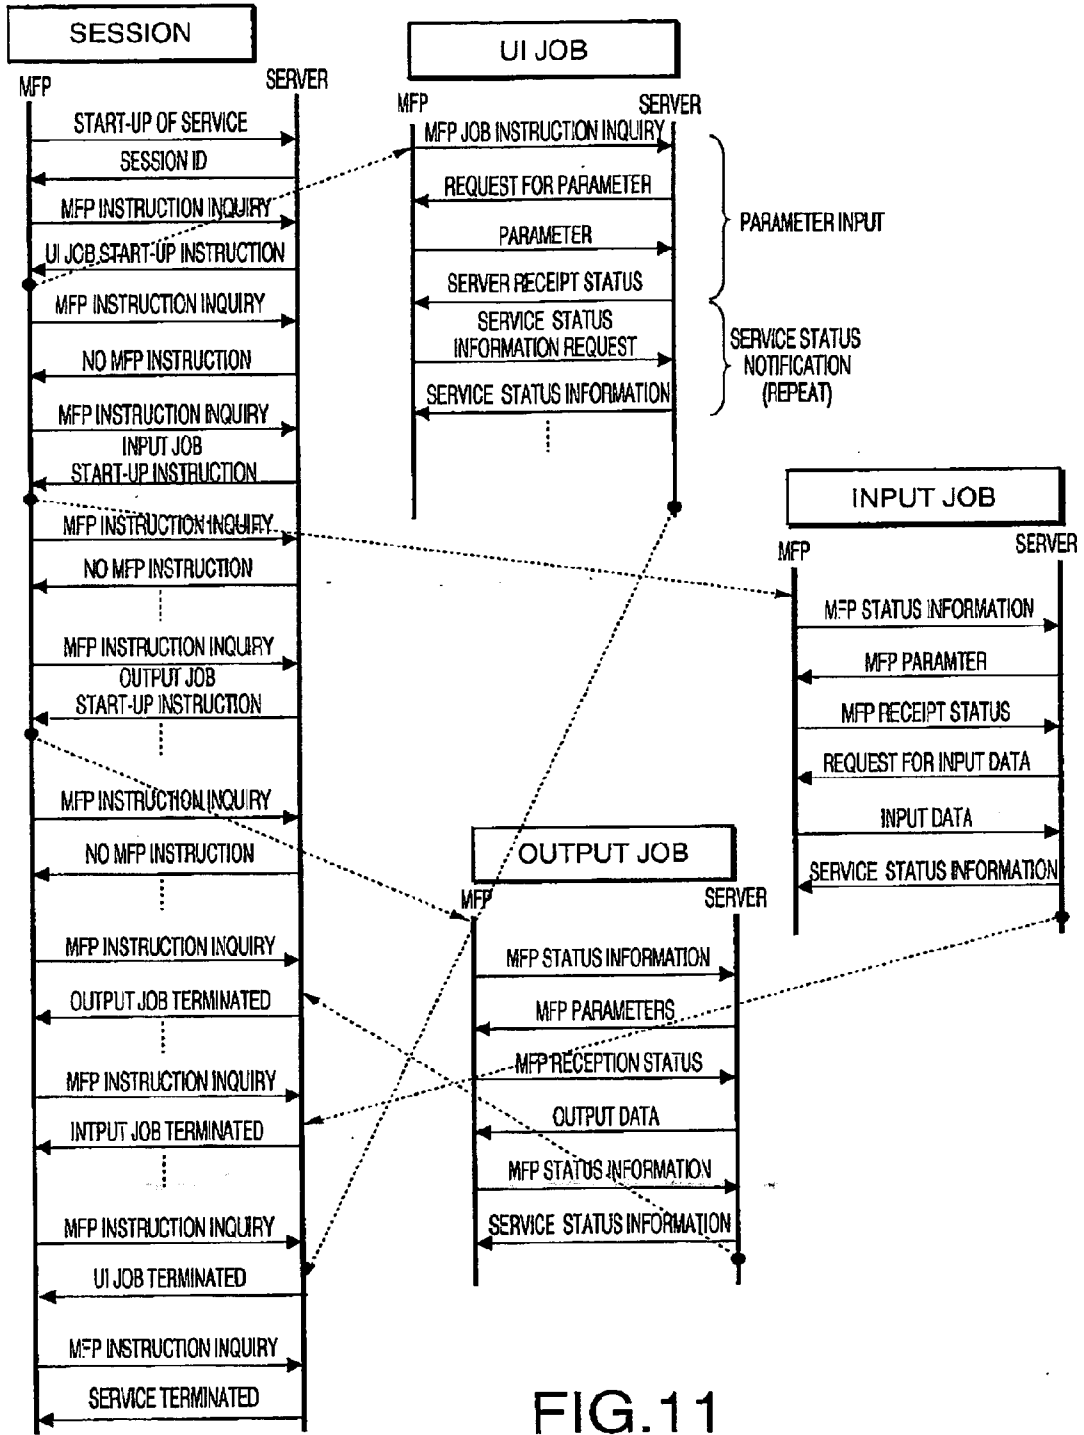 SESSION
MFP
SERVER
START-UP OF SERVICE
SESSION ID
MFP INSTRUCTION INQUIRY
UI JOB START-UP INSTRUCTION
MFP INSTRUCTION INQUIRY
NO MFP INSTRUCTION
MFP INSTRUCTION INQUIRY
INPUT JOB
START-UP INSTRUCTION
MFP INSTRUCTION INQUIRY
NO MFP INSTRUCTION
MFP INSTRUCTION INQUIRY
OUTPUT JOB
START-UP INSTRUCTION
MFP INSTRUCTION INQUIRY
NO MFP INSTRUCTION
MFP INSTRUCTION INQUIRY
OUTPUT JOB TERMINATED
MFP INSTRUCTION INQUIRY
INTPUT JOB TERMINATED
MFP INSTRUCTION INQUIRY
UI JOB TERMINATED
MFP INSTRUCTION INQUIRY
SERVICE TERMINATED
UI JOB
MFP
SERVER
MFP JOB INSTRUCTION INQUIRY
REQUEST FOR PARAMETER
PARAMETER
SERVER RECEIPT STATUS
SERVICE STATUS
INFORMATION REQUEST
SERVICE STATUS INFORMATION
PARAMETER INPUT
SERVICE STATUS
NOTIFICATION
(REPEAT)
INPUT JOB
MFP
SERVER
MFP STATUS INFORMATION
MFP PARAMTER
MFP RECEIPT STATUS
REQUEST FOR INPUT DATA
INPUT DATA
SERVICE STATUS INFORMATION
OUTPUT JOB
MFP
SERVER
MFP STATUS INFORMATION
MFP PARAMETERS
MFP RECEPTION STATUS
OUTPUT DATA
MFP STATUS INFORMATION
SERVICE STATUS INFORMATION
FIG.11